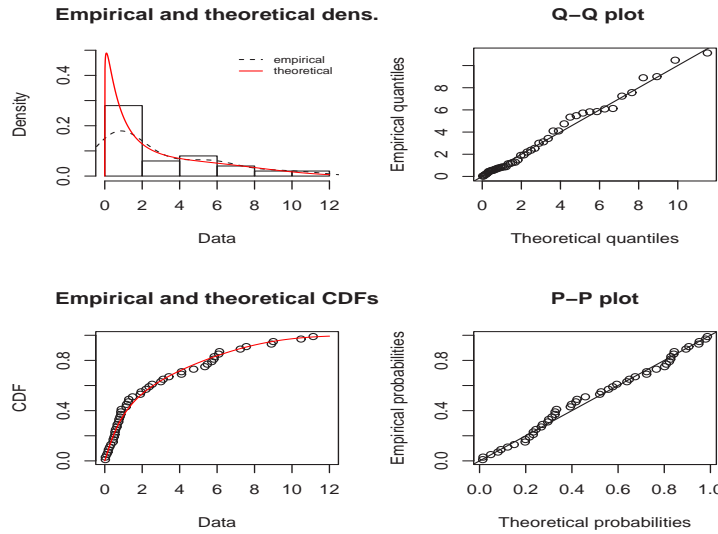 Empirical and theoretical dens.
Density
0.0 0.2 0.4
empirical
theoretical
0 2 4 6 8 10 12
Data
Q−Q plot
Empirical quantiles
0 2 4 6 8 10
0 2 4 6 8 10
Theoretical quantiles
Empirical and theoretical CDFs
CDF
0.0 0.4 0.8
0 2 4 6 8 10 12
Data
P−P plot
Empirical probabilities
0.0 0.4 0.8
0.0 0.2 0.4 0.6 0.8 1.0
Theoretical probabilities